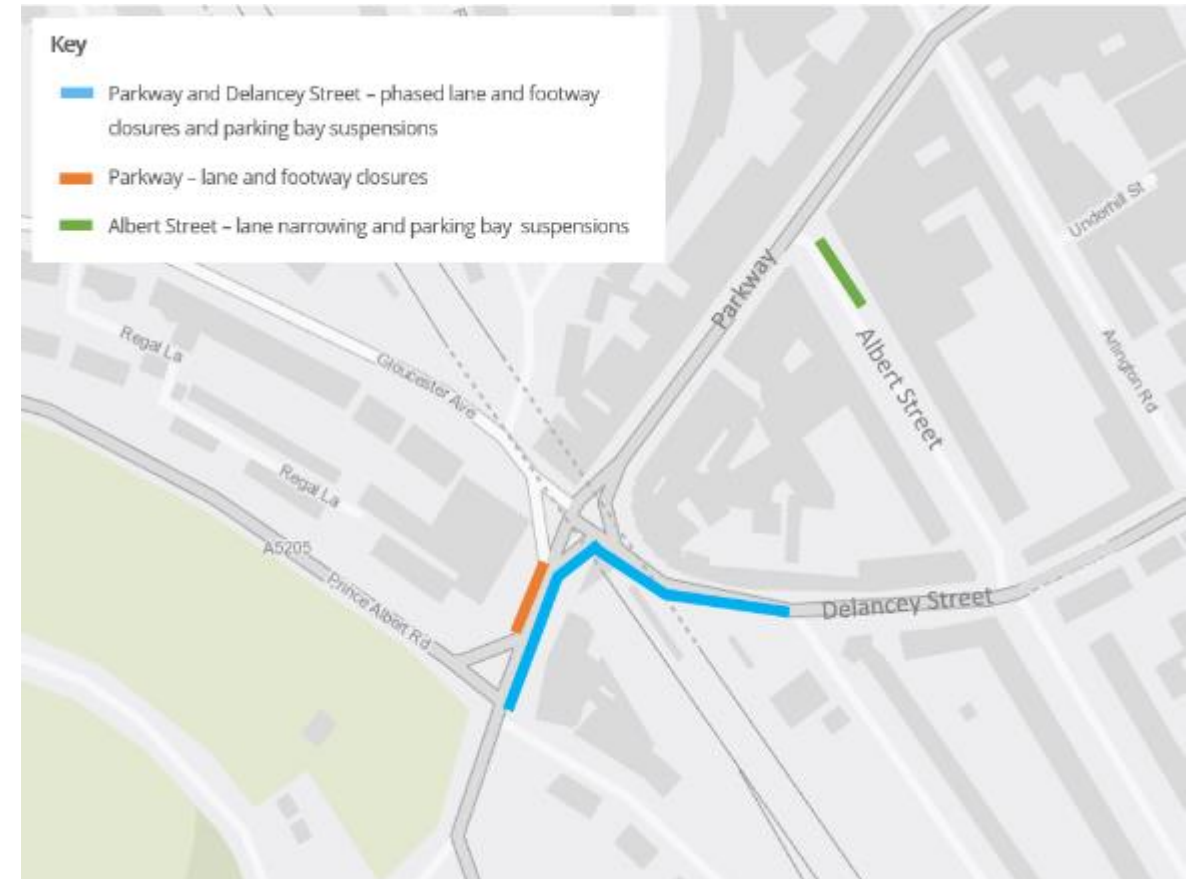 Key
Parkway and Delancey Street – phased lane and footway
closures and parking bay suspensions
Parkway – lane and footway closures
Albert Street – lane narrowing and parking bay suspensions
Underhill St
Parkway
Regal La
Gloucester Ave
Albert Street
Arlington Rd
Regal La
A5205
Prince Albert Rd
Delancey Street